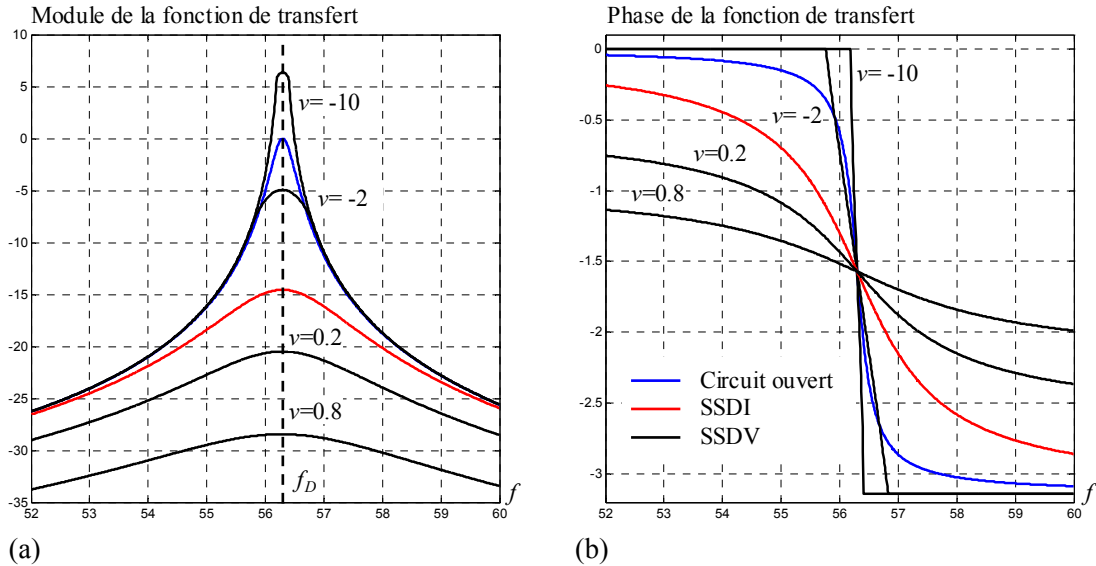 Module de la fonction de transfert
10
5
0
-5
-10
-15
-20
-25
-30
-35
52 53 54 55 56 57 58 59 60
v= -10
v= -2
v=0.2
v=0.8
f_D
f
(a)
Phase de la fonction de transfert
0
-0.5
-1
-1.5
-2
-2.5
-3
52 53 54 55 56 57 58 59 60
v= -10
v= -2
v=0.2
v=0.8
Circuit ouvert
SSDI
SSDV
f
(b)